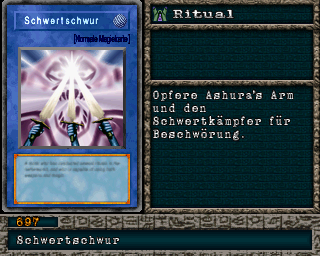 Schwertschwur
[Normale Magiekarte]
Ritual
Opfere Ashura's Arm
und den
Schwertkämpfer für
Beschwörung.
697
Schwertschwur